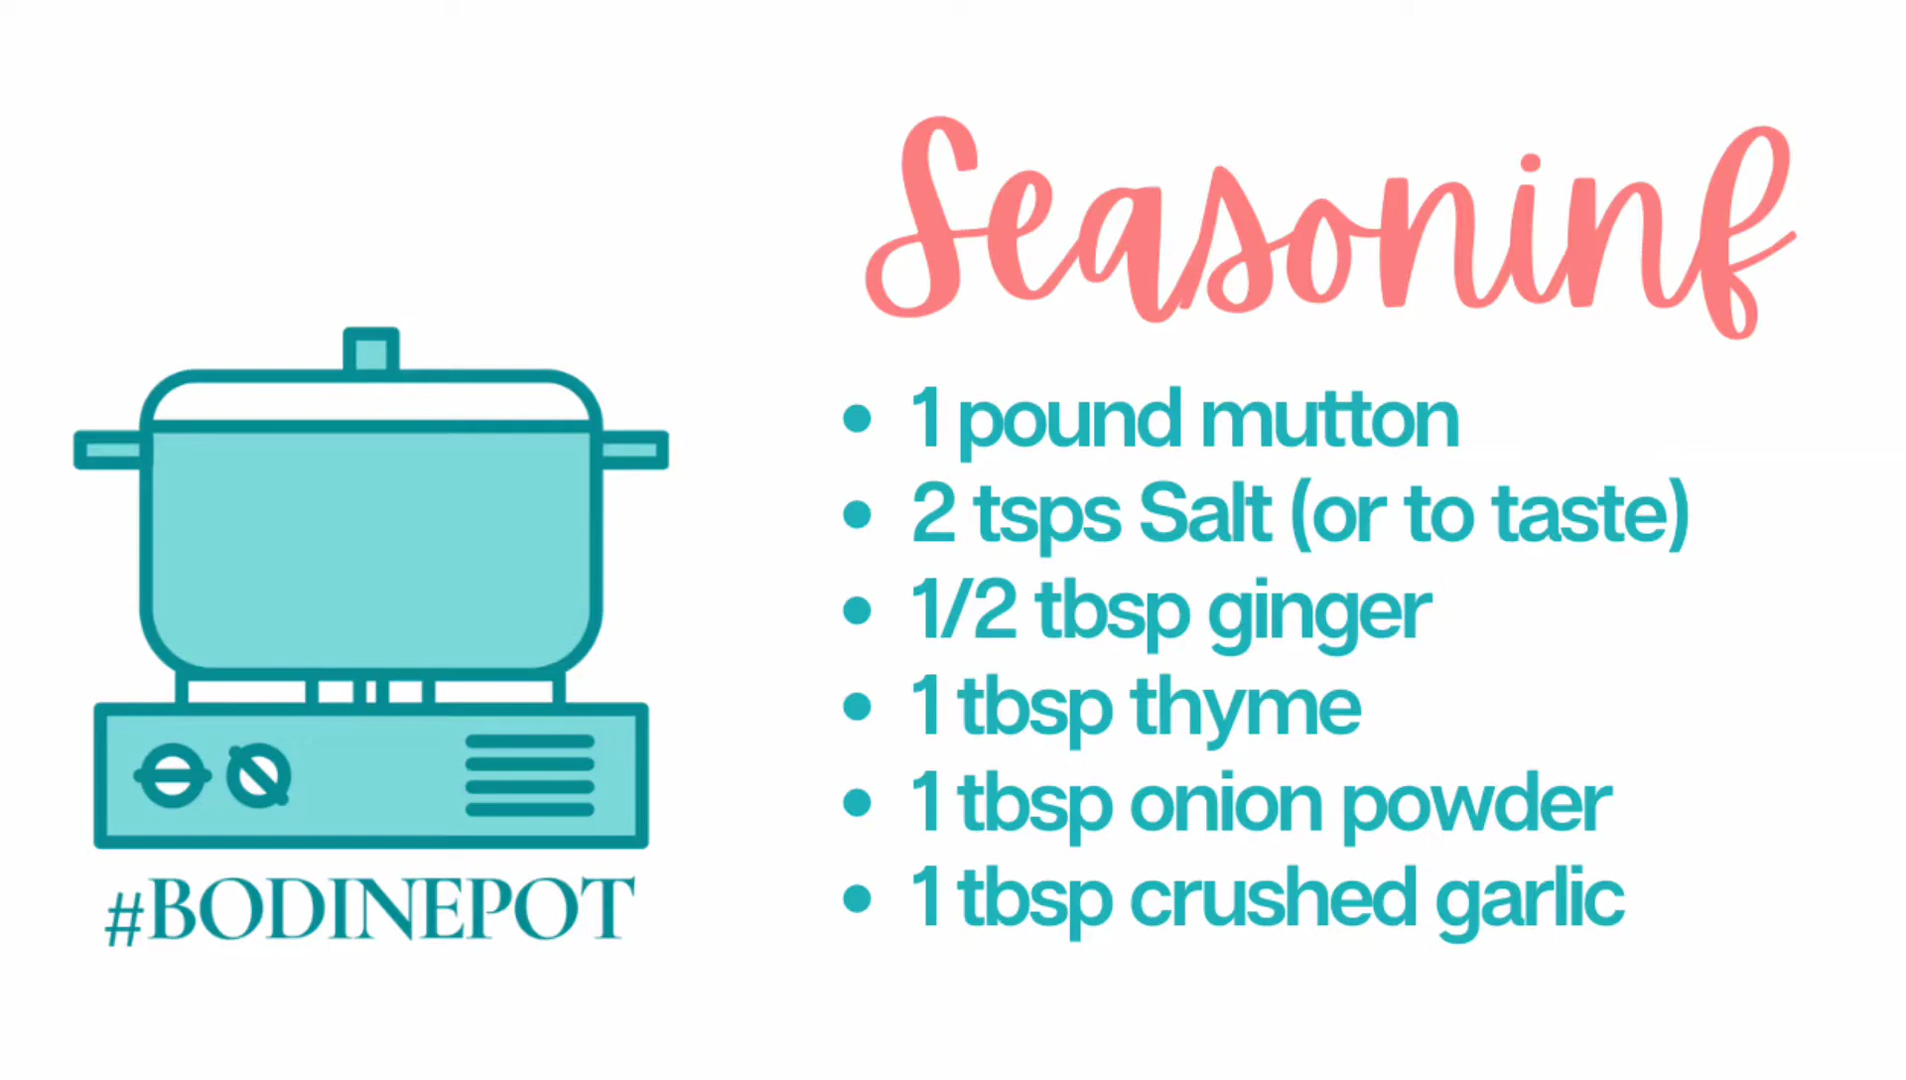 Seasoninf
• 1 pound mutton
• 2 tsps Salt (or to taste)
• 1/2 tbsp ginger
• 1 tbsp thyme
• 1 tbsp onion powder
• 1 tbsp crushed garlic
#BODINEPOT